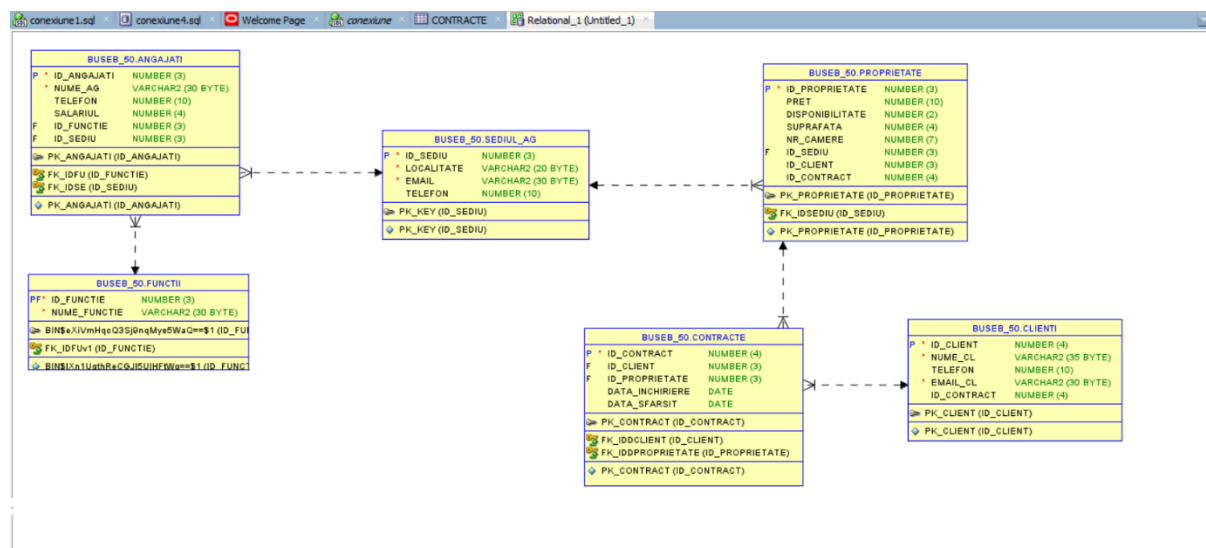 conexiune1.sql conexiune4.sql Welcome Page conexiune CONTRACTE Relational_1 (Untitled_1)
BUSEB_50.ANGAJATI
P * ID_ANGAJATI NUMBER (3)
* NUME_AG VARCHAR2 (30 BYTE)
TELEFON NUMBER (10)
SALARIUL NUMBER (4)
F ID_FUNCTIE NUMBER (3)
F ID_SEDIU NUMBER (3)
PK_ANGAJATI (ID_ANGAJATI)
FK_IDFU (ID_FUNCTIE)
FK_IDSE (ID_SEDIU)
PK_ANGAJATI (ID_ANGAJATI)
BUSEB_50.SEDIUL_AG
P * ID_SEDIU NUMBER (3)
* LOCALITATE VARCHAR2 (20 BYTE)
* EMAIL VARCHAR2 (30 BYTE)
TELEFON NUMBER (10)
PK_KEY (ID_SEDIU)
PK_KEY (ID_SEDIU)
BUSEB_50.PROPRIETATE
P * ID_PROPRIETATE NUMBER (3)
PRET NUMBER (10)
DISPONIBILITATE NUMBER (2)
SUPRAFATA NUMBER (4)
NR_CAMERE NUMBER (7)
F ID_SEDIU NUMBER (3)
ID_CLIENT NUMBER (3)
ID_CONTRACT NUMBER (4)
PK_PROPRIETATE (ID_PROPRIETATE)
FK_IDSEDIU (ID_SEDIU)
PK_PROPRIETATE (ID_PROPRIETATE)
BUSEB_50.FUNCTII
PF* ID_FUNCTIE NUMBER (3)
* NUME_FUNCTIE VARCHAR2 (30 BYTE)
(ID_FUI
FK_IDFUv1 (ID_FUNCTIE)
(ID_FUNCT
BUSEB_50.CONTRACTE
P * ID_CONTRACT NUMBER (4)
F ID_CLIENT NUMBER (3)
F ID_PROPRIETATE NUMBER (3)
DATA_INCHIRIERE DATE
DATA_SFARSIT DATE
PK_CONTRACT (ID_CONTRACT)
FK_IDDCLIENT (ID_CLIENT)
FK_IDDPROPRIETATE (ID_PROPRIETATE)
PK_CONTRACT (ID_CONTRACT)
BUSEB_50.CLIENTI
P * ID_CLIENT NUMBER (4)
* NUME_CL VARCHAR2 (35 BYTE)
TELEFON NUMBER (10)
* EMAIL_CL VARCHAR2 (30 BYTE)
ID_CONTRACT NUMBER (4)
PK_CLIENT (ID_CLIENT)
PK_CLIENT (ID_CLIENT)